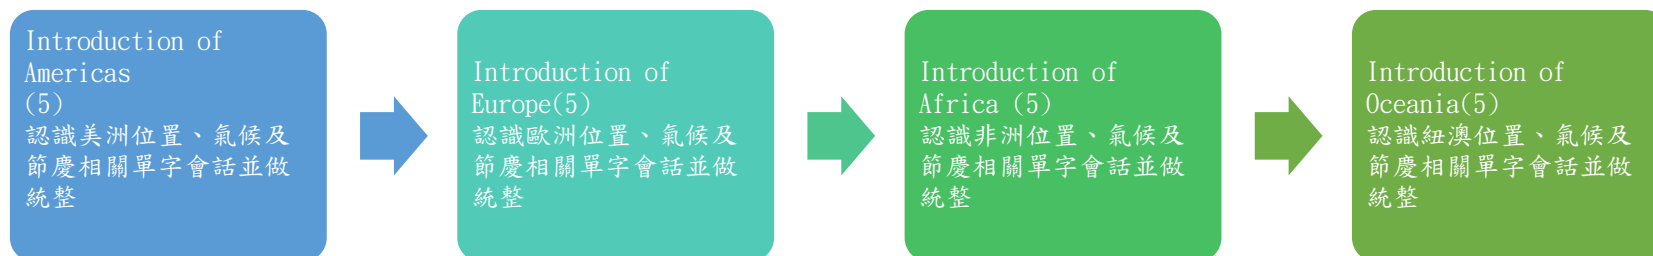 Introduction of
Americas
(5)
認識美洲位置、氣候及
節慶相關單字會話並做
統整
Introduction of
Europe(5)
認識歐洲位置、氣候及
節慶相關單字會話並做
統整
Introduction of
Africa (5)
認識非洲位置、氣候及
節慶相關單字會話並做
統整
Introduction of
Oceania(5)
認識紐澳位置、氣候及
節慶相關單字會話並做
統整